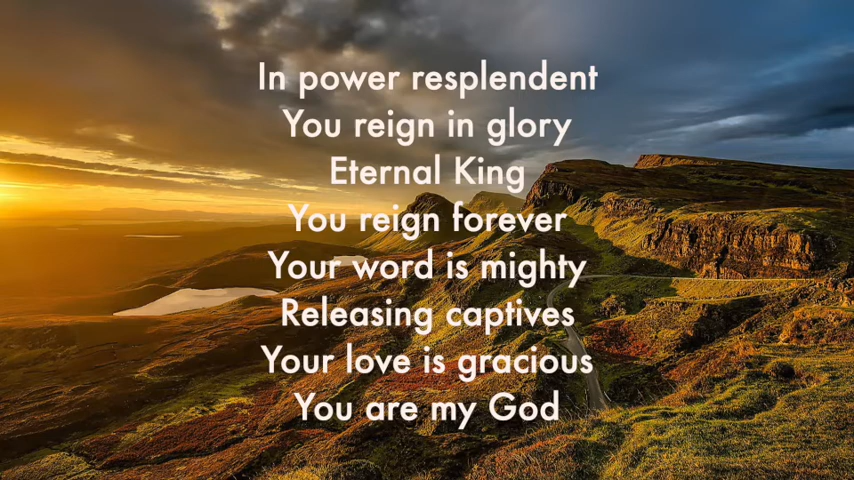 In power resplendent
You reign in glory
Eternal King
You reign forever
Your word is mighty
Releasing captives
Your love is gracious
You are my God